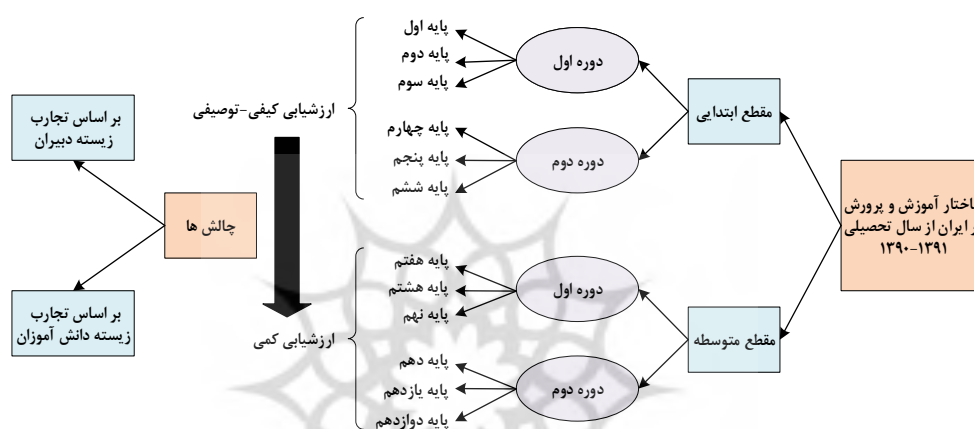 ساختار آموزش و پرورش
در ایران از سال تحصیلی
۱۳۹۰-۱۳۹۱
مقطع ابتدایی
دوره اول
پایه اول
پایه دوم
پایه سوم
دوره دوم
پایه چهارم
پایه پنجم
پایه ششم
ارزشیابی کیفی-توصیفی
مقطع متوسطه
دوره اول
پایه هفتم
پایه هشتم
پایه نهم
دوره دوم
پایه دهم
پایه یازدهم
پایه دوازدهم
ارزشیابی کمی
چالش ها
بر اساس تجارب
زیسته دبیران
بر اساس تجارب
زیسته دانش آموزان